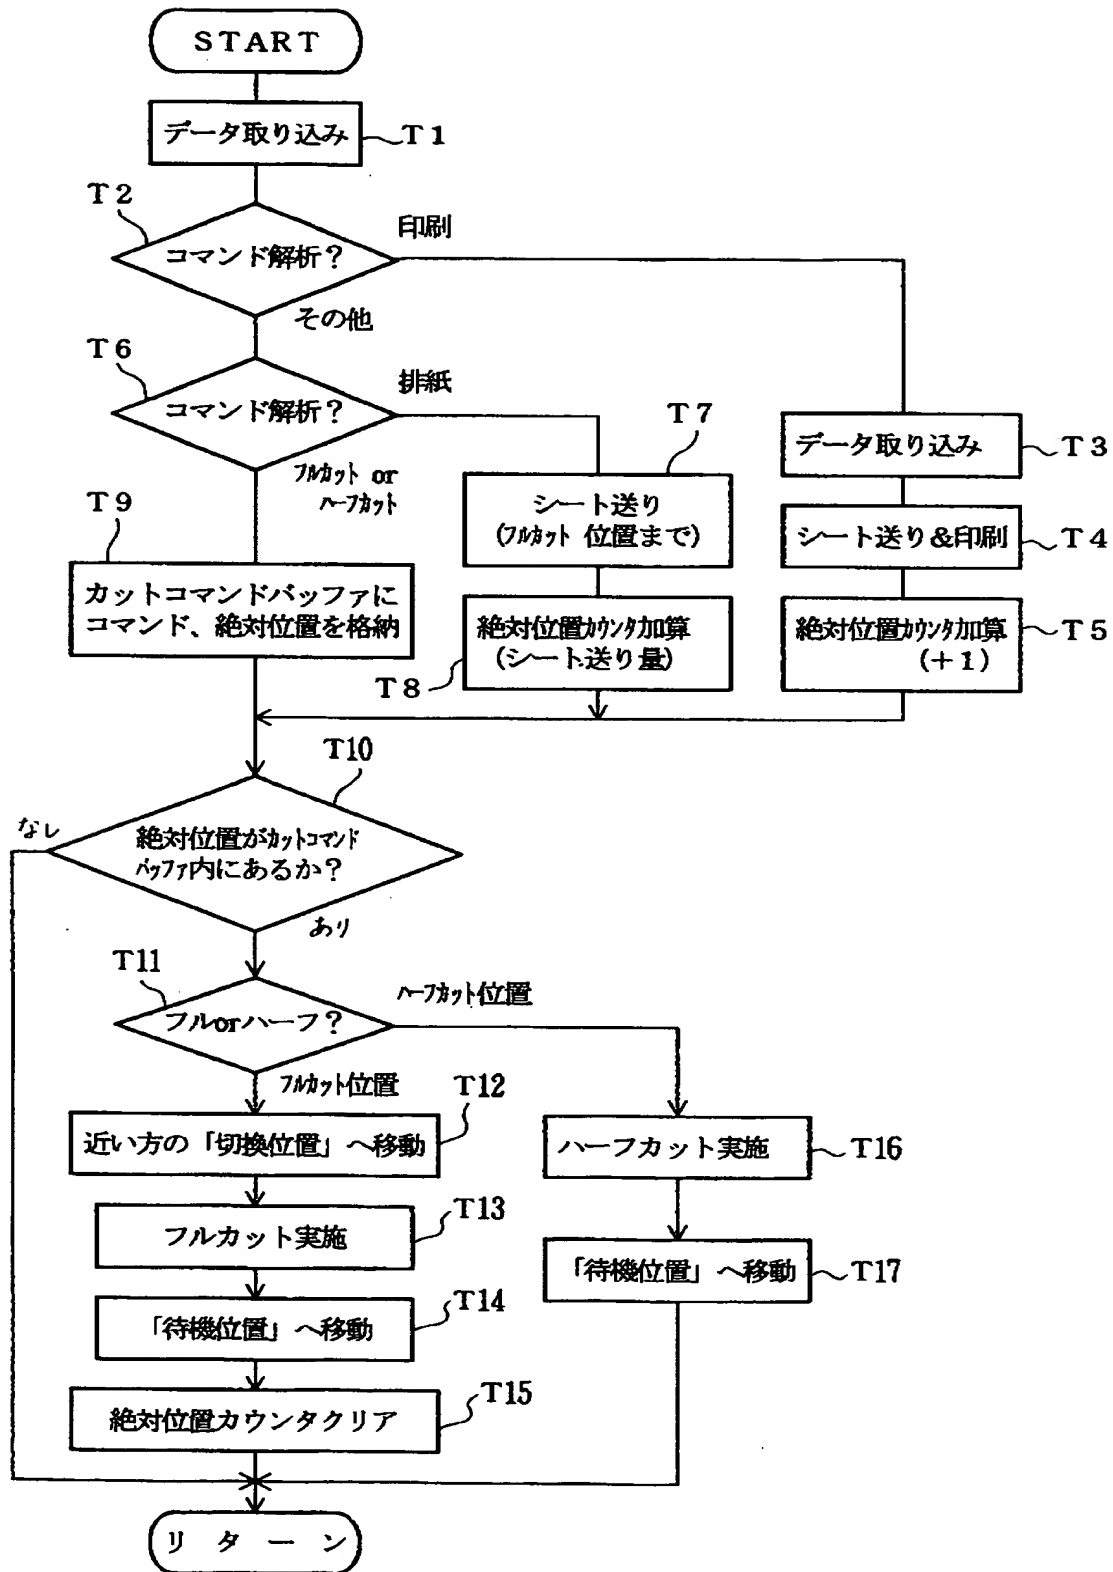 START
データ取り込み
T1
T2
コマンド解析?
印刷
その他
T6
コマンド解析?
排紙
フルカット or
ハーフカット
T7
シート送り
(フルカット 位置まで)
データ取り込み
T3
シート送り&印刷
T4
T9
カットコマンドバッファに
コマンド、絶対位置を格納
絶対位置カウンタ加算
(シート送り量)
T8
絶対位置カウンタ加算
(+1)
T5
T10
なし
絶対位置がカットコマンド
バッファ内にあるか?
あり
T11
フルorハーフ?
ハーフカット位置
フルカット位置
T12
近い方の「切換位置」へ移動
T13
フルカット実施
T14
「待機位置」へ移動
T15
絶対位置カウンタクリア
ハーフカット実施
T16
「待機位置」へ移動
T17
リターン